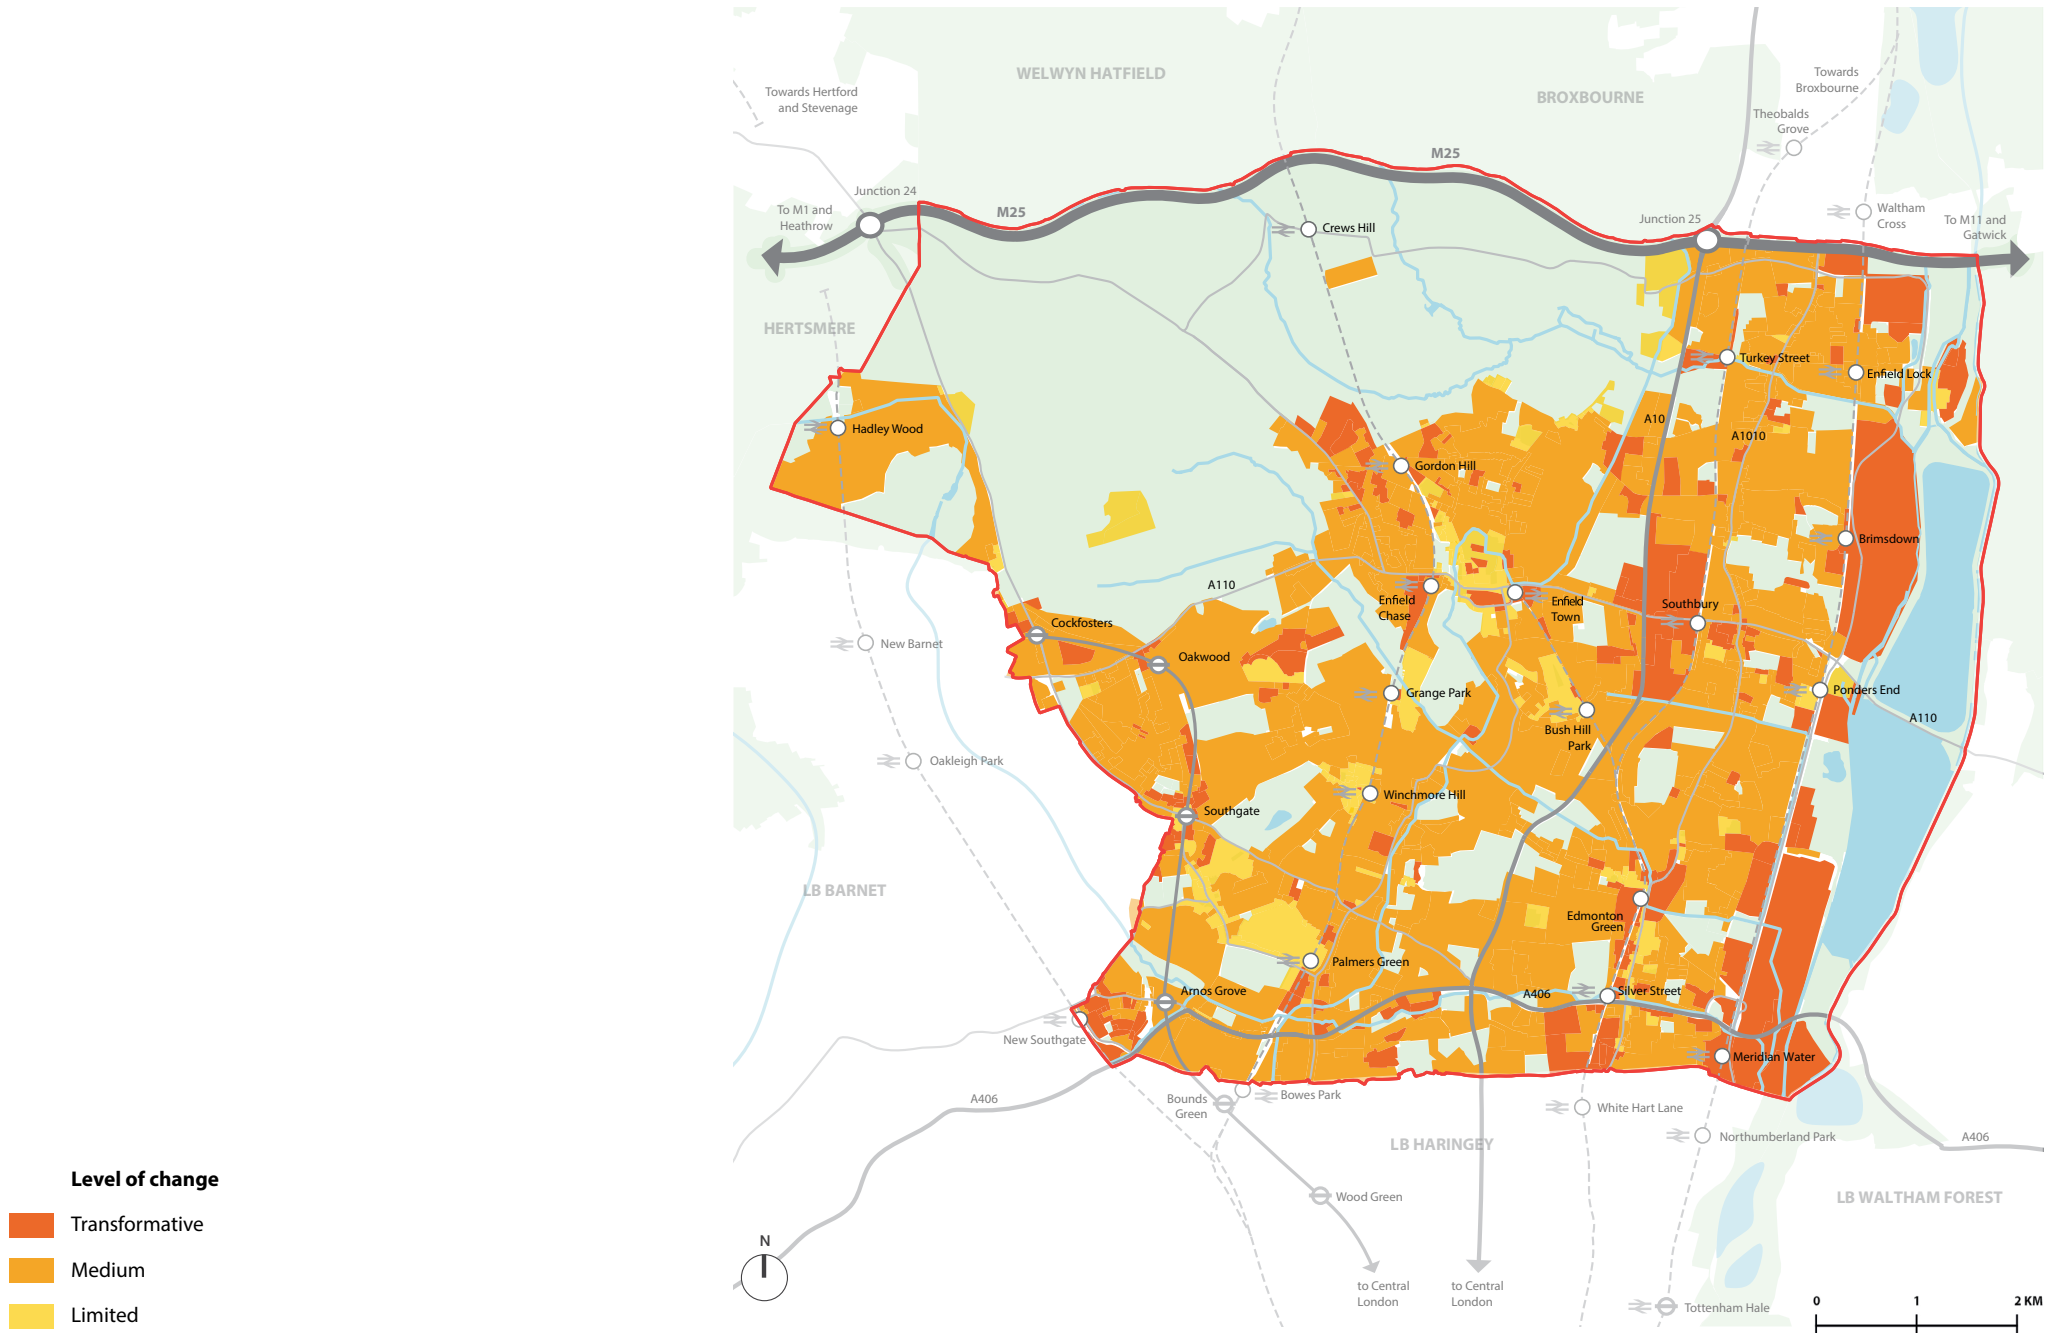 WELWYN HATFIELD
BROXBOURNE
Towards
Broxbourne
Towards Hertford
and Stevenage
Theobalds
Grove
M25
Junction 24
To M1 and
Heathrow
M25
Junction 25
Waltham
Cross
To M11 and
Gatwick
Crews Hill
HERTSMERE
Turkey Street
Enfield Lock
Hadley Wood
A10
A1010
Gordon Hill
Brimsdown
A110
Enfield
Chase
Enfield
Town
Southbury
Cockfosters
New Barnet
Oakwood
Grange Park
Ponders End
A110
Bush Hill
Park
Oakleigh Park
Winchmore Hill
Southgate
LB BARNET
Edmonton
Green
Palmers Green
Arnos Grove
A406
Silver Street
New Southgate
Meridian Water
A406
Bounds
Green
Bowes Park
White Hart Lane
LB HARINGEY
Northumberland Park
A406
Wood Green
LB WALTHAM FOREST
Level of change
Transformative
Medium
Limited
N
to Central
London
to Central
London
Tottenham Hale
0 1 2 KM